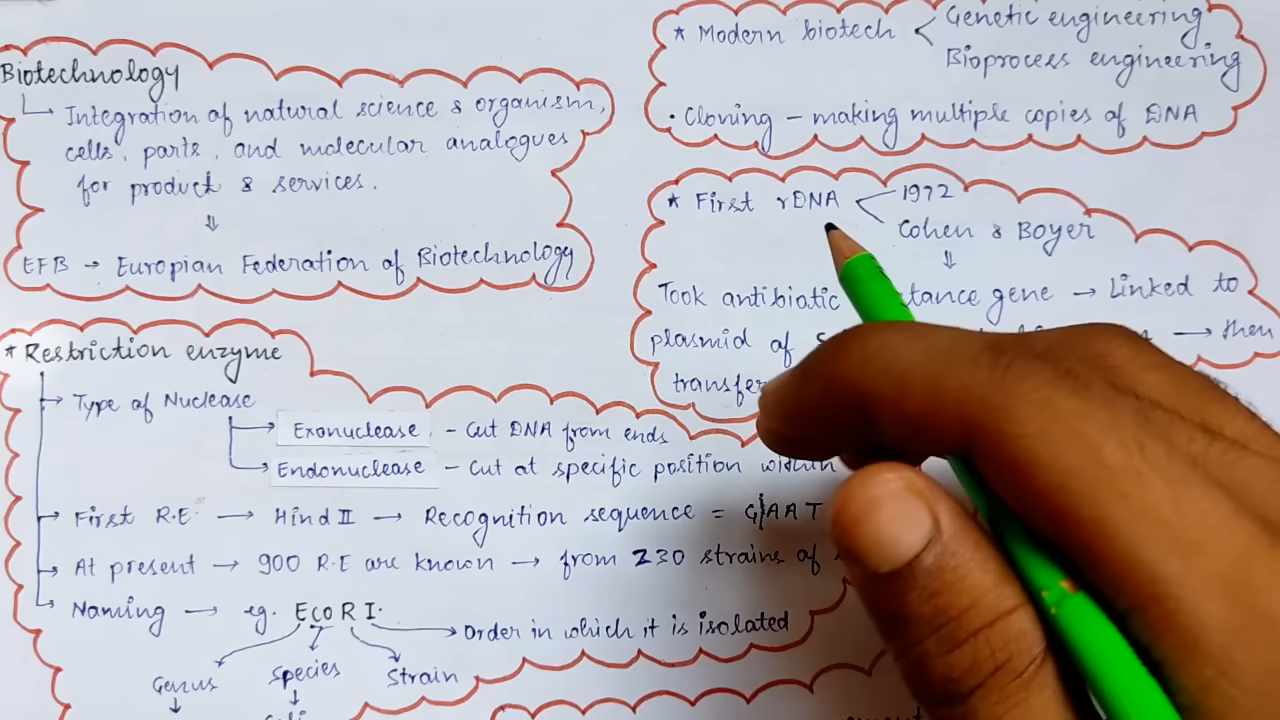 Biotechnology
Integration of natural science & organism,
cells, parts, and molecular analogues
for product & services.
⇓
EFB → Europian Federation of Biotechnology
* Modern biotech < Genetic engineering
Bioprocess engineering
• Cloning – making multiple copies of DNA
* First rDNA < 1972
Cohen & Boyer
⇓
Took antibiotic tance gene → Linked to
plasmid of → then
transfer
* Restriction enzyme
→ Type of Nuclease
→ Exonuclease – Cut DNA from ends
→ Endonuclease – Cut at specific position within
→ First R.E. → Hind II → Recognition sequence = G|AAT
→ At present → 900 R.E are known → from 230 strains of
→ Naming → eg. EcoR I.
→ Order in which it is isolated
Genus Species Strain